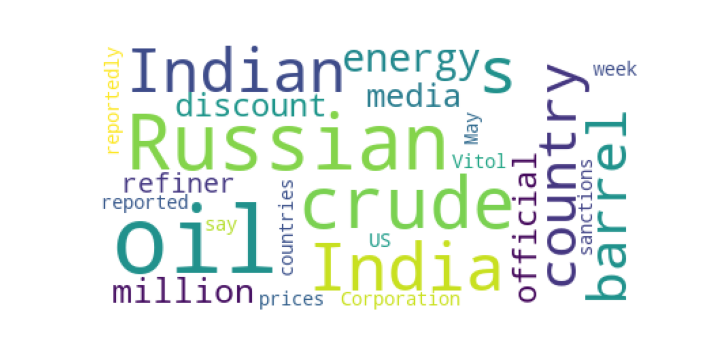 reportedly
Indian
energy
s
week
media
discount
country
Russian
May
barrel
Vitol
refiner
crude
official
sanctions
reported
countries
oil
say
US
India
million
prices
Corporation